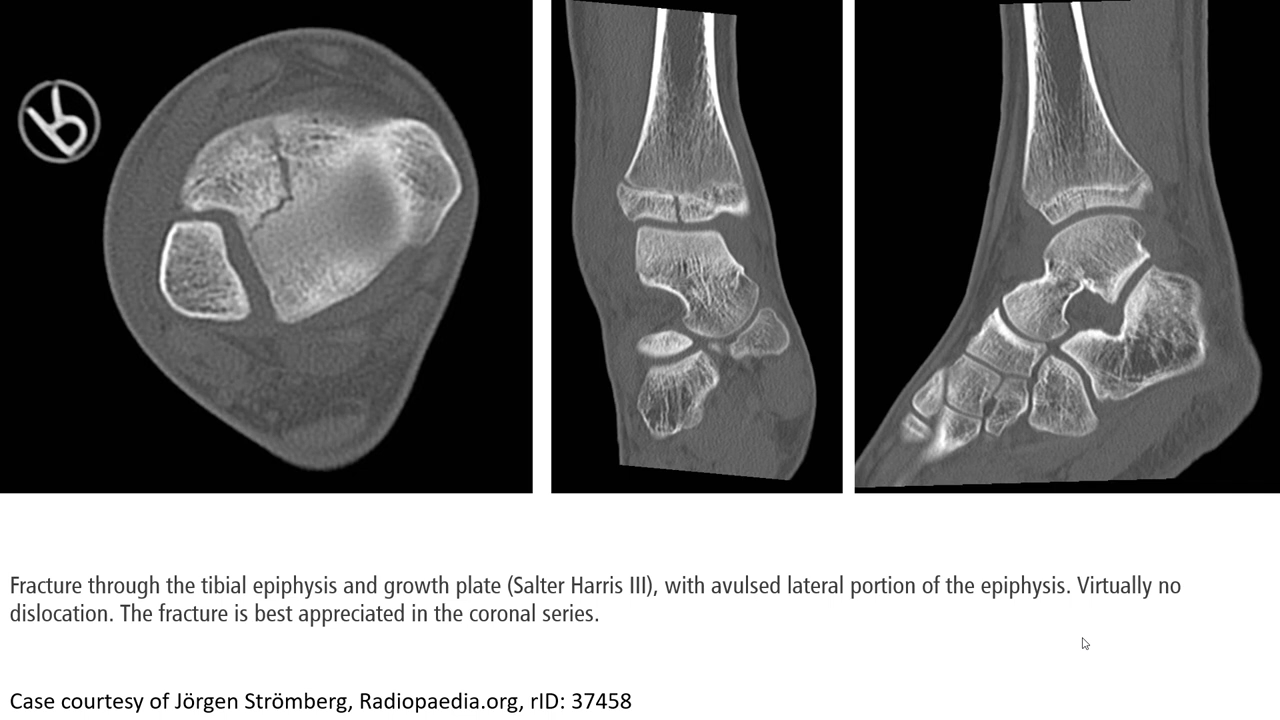 Fracture through the tibial epiphysis and growth plate (Salter Harris III), with avulsed lateral portion of the epiphysis. Virtually no
dislocation. The fracture is best appreciated in the coronal series.
Case courtesy of Jörgen Strömberg, Radiopaedia.org, rID: 37458